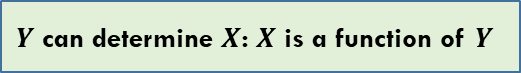 Y can determine X: X is a function of Y